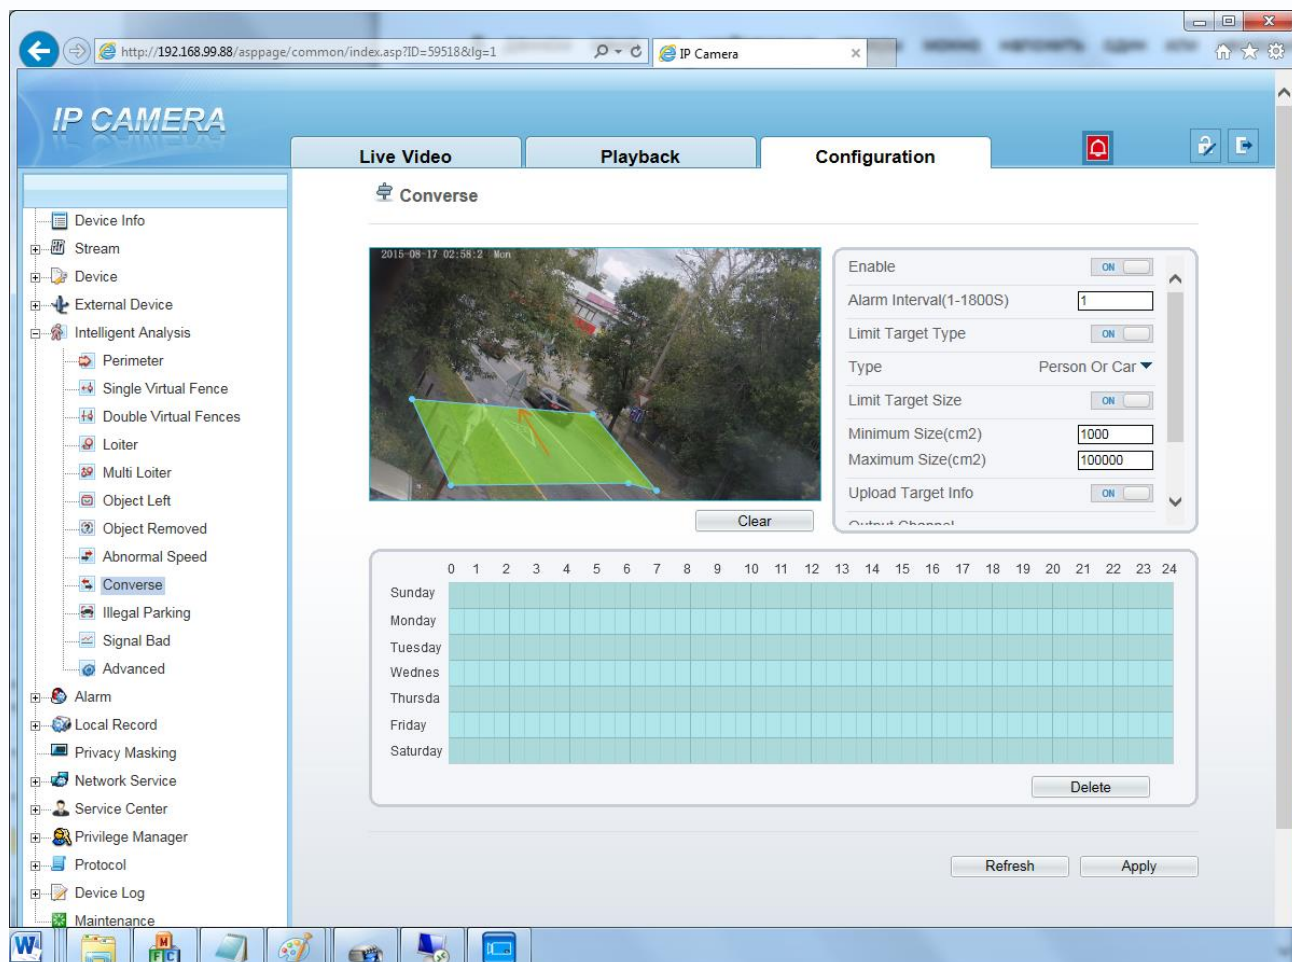 http://192.168.99.88/asppage/common/index.asp?ID=59518&lg=1
IP Camera
можно
один или
IP CAMERA
Live Video
Playback
Configuration
Converse
Device Info
Stream
Device
External Device
Intelligent Analysis
Perimeter
Single Virtual Fence
Double Virtual Fences
Loiter
Multi Loiter
Object Left
Object Removed
Abnormal Speed
Converse
Illegal Parking
Signal Bad
Advanced
Alarm
Local Record
Privacy Masking
Network Service
Service Center
Privilege Manager
Protocol
Device Log
Maintenance
2015-08-17 02:58:2 Mon
Clear
Enable ON
Alarm Interval(1-1800S) 1
Limit Target Type ON
Type Person Or Car
Limit Target Size ON
Minimum Size(cm2) 1000
Maximum Size(cm2) 100000
Upload Target Info ON
Output Channel
0 1 2 3 4 5 6 7 8 9 10 11 12 13 14 15 16 17 18 19 20 21 22 23 24
Sunday
Monday
Tuesday
Wednes
Thursda
Friday
Saturday
Delete
Refresh Apply
W
M
F C